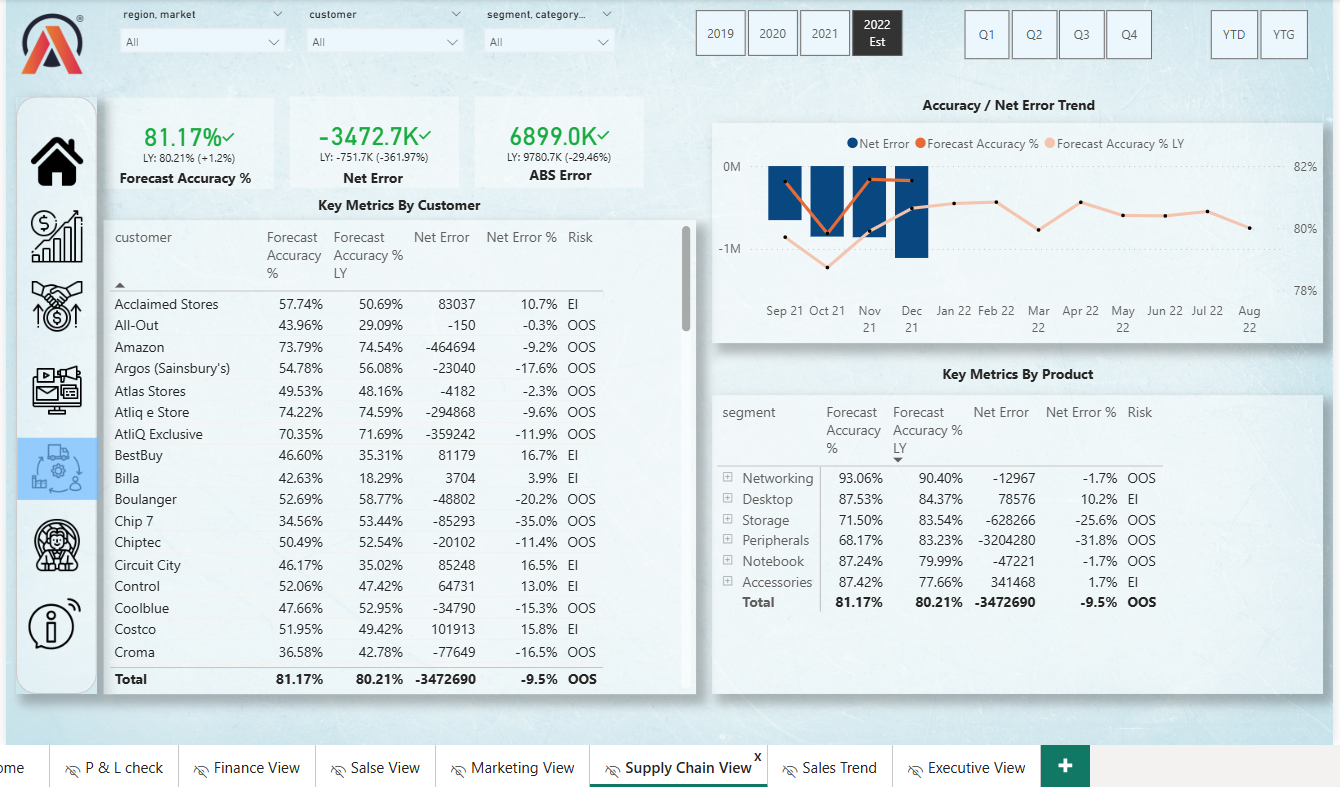 region, market
customer
segment, category...
All
All
All
2019
2020
2021
2022
Est
Q1
Q2
Q3
Q4
YTD
YTG
®
81.17%
LY: 80.21% (+1.2%)
Forecast Accuracy %
-3472.7K
LY: -751.7K (-361.97%)
Net Error
6899.0K
LY: 9780.7K (-29.46%)
ABS Error
Key Metrics By Customer
customer Forecast Accuracy % Forecast Accuracy % LY Net Error Net Error % Risk
Acclaimed Stores 57.74% 50.69% 83037 10.7% EI
All-Out 43.96% 29.09% -150 -0.3% OOS
Amazon 73.79% 74.54% -464694 -9.2% OOS
Argos (Sainsbury's) 54.78% 56.08% -23040 -17.6% OOS
Atlas Stores 49.53% 48.16% -4182 -2.3% OOS
Atliq e Store 74.22% 74.59% -294868 -9.6% OOS
AtliQ Exclusive 70.35% 71.69% -359242 -11.9% OOS
BestBuy 46.60% 35.31% 81179 16.7% EI
Billa 42.63% 18.29% 3704 3.9% EI
Boulanger 52.69% 58.77% -48802 -20.2% OOS
Chip 7 34.56% 53.44% -85293 -35.0% OOS
Chiptec 50.49% 52.54% -20102 -11.4% OOS
Circuit City 46.17% 35.02% 85248 16.5% EI
Control 52.06% 47.42% 64731 13.0% EI
Coolblue 47.66% 52.95% -34790 -15.3% OOS
Costco 51.95% 49.42% 101913 15.8% EI
Croma 36.58% 42.78% -77649 -16.5% OOS
Total 81.17% 80.21% -3472690 -9.5% OOS
Accuracy / Net Error Trend
Net Error Forecast Accuracy % Forecast Accuracy % LY
0M
-1M
82%
80%
78%
Sep 21 Oct 21 Nov 21 Dec 21 Jan 22 Feb 22 Mar 22 Apr 22 May 22 Jun 22 Jul 22 Aug 22
Key Metrics By Product
segment Forecast Accuracy % Forecast Accuracy % LY Net Error Net Error % Risk
Networking 93.06% 90.40% -12967 -1.7% OOS
Desktop 87.53% 84.37% 78576 10.2% EI
Storage 71.50% 83.54% -628266 -25.6% OOS
Peripherals 68.17% 83.23% -3204280 -31.8% OOS
Notebook 87.24% 79.99% -47221 -1.7% OOS
Accessories 87.42% 77.66% 341468 1.7% EI
Total 81.17% 80.21% -3472690 -9.5% OOS
ome
P & L check
Finance View
Salse View
Marketing View
Supply Chain View
X
Sales Trend
Executive View
+